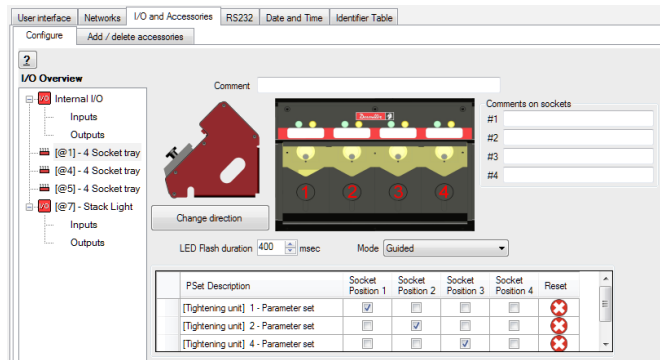 User interface Networks I/O and Accessories RS232 Date and Time Identifier Table
Configure Add / delete accessories
?
I/O Overview
Comment
I/O Internal I/O
Inputs
Outputs
[@1] - 4 Socket tray
[@4] - 4 Socket tray
[@5] - 4 Socket tray
I/O [@7] - Stack Light
Inputs
Outputs
Desoutter
1 2 3 4
Comments on sockets
#1
#2
#3
#4
Change direction
LED Flash duration 400 msec Mode Guided
PSet Description Socket Position 1 Socket Position 2 Socket Position 3 Socket Position 4 Reset
[Tightening unit] 1 - Parameter set
[Tightening unit] 2 - Parameter set
[Tightening unit] 4 - Parameter set